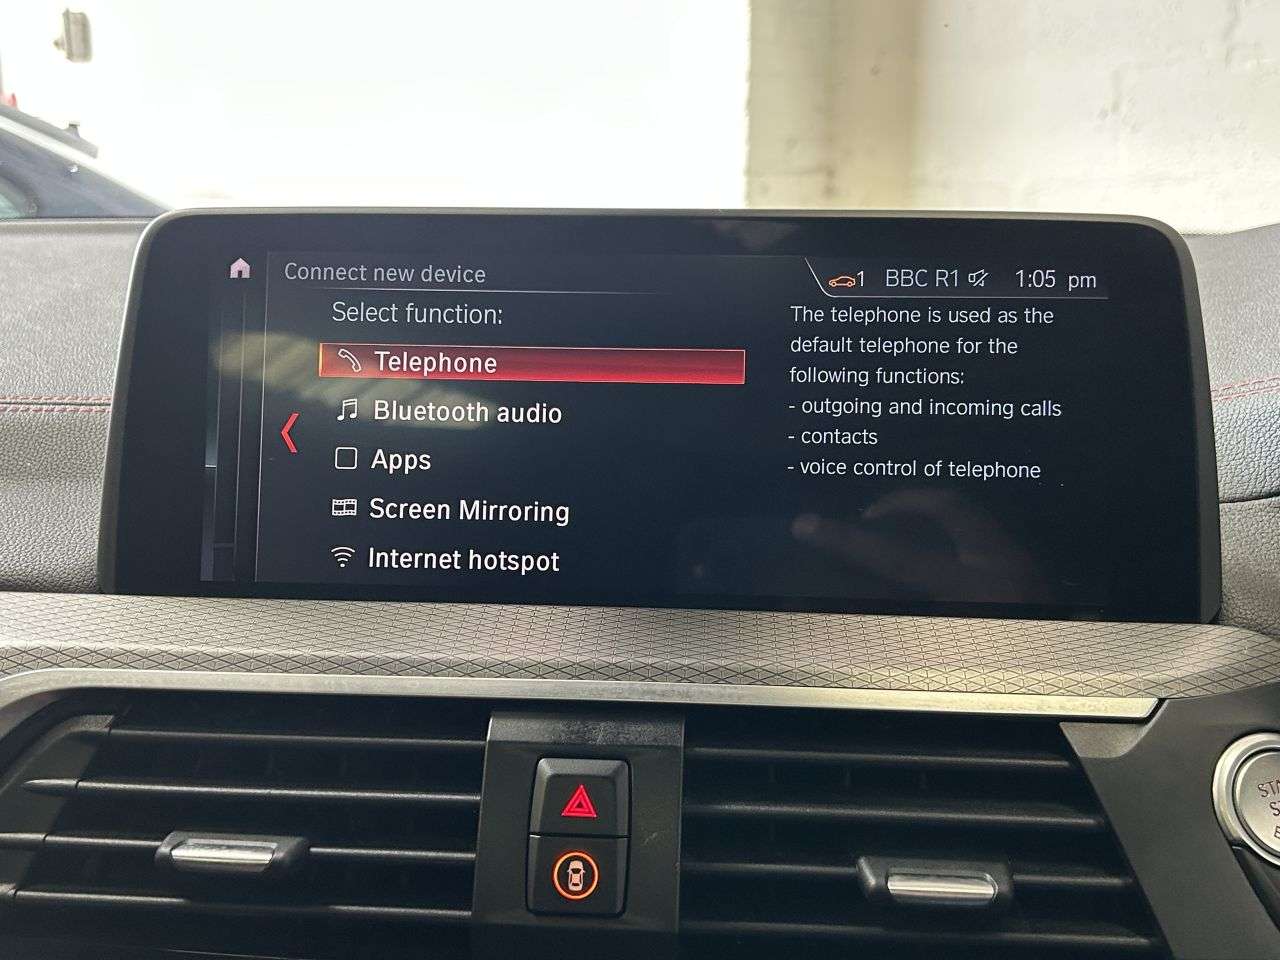 Connect new device
1 BBC R1 1:05 pm
Select function:
Telephone
Bluetooth audio
Apps
Screen Mirroring
Internet hotspot
The telephone is used as the
default telephone for the
following functions:
- outgoing and incoming calls
- contacts
- voice control of telephone